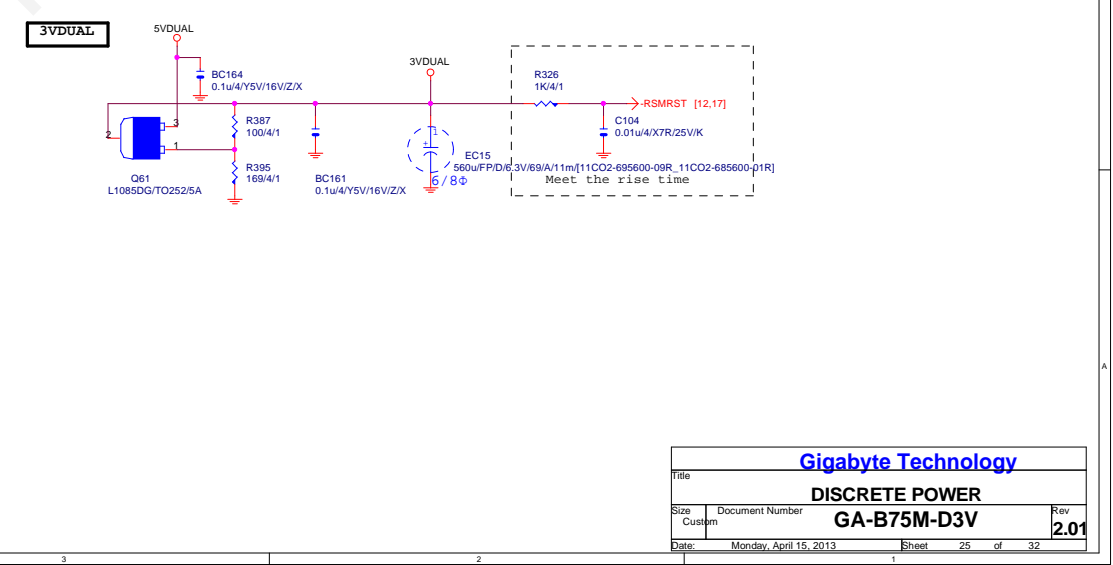 3VDUAL
5VDUAL
BC164
0.1u/4/Y5V/16V/Z/X
3VDUAL
R326
1K/4/1
-RSMRST [12,17]
R387
100/4/1
C104
0.01u/4/X7R/25V/K
2
3
1
1
+
EC15
560u/FP/D/6.3V/69/A/11m/[11CO2-695600-09R_11CO2-685600-01R]
6/8Φ
Meet the rise time
R395
169/4/1
Q61
L1085DG/TO252/5A
BC161
0.1u/4/Y5V/16V/Z/X
A
Gigabyte Technology
Title
DISCRETE POWER
Size
Custom
Document Number
GA-B75M-D3V
Rev
2.01
Date: Monday, April 15, 2013 Sheet 25 of 32
3 2 1